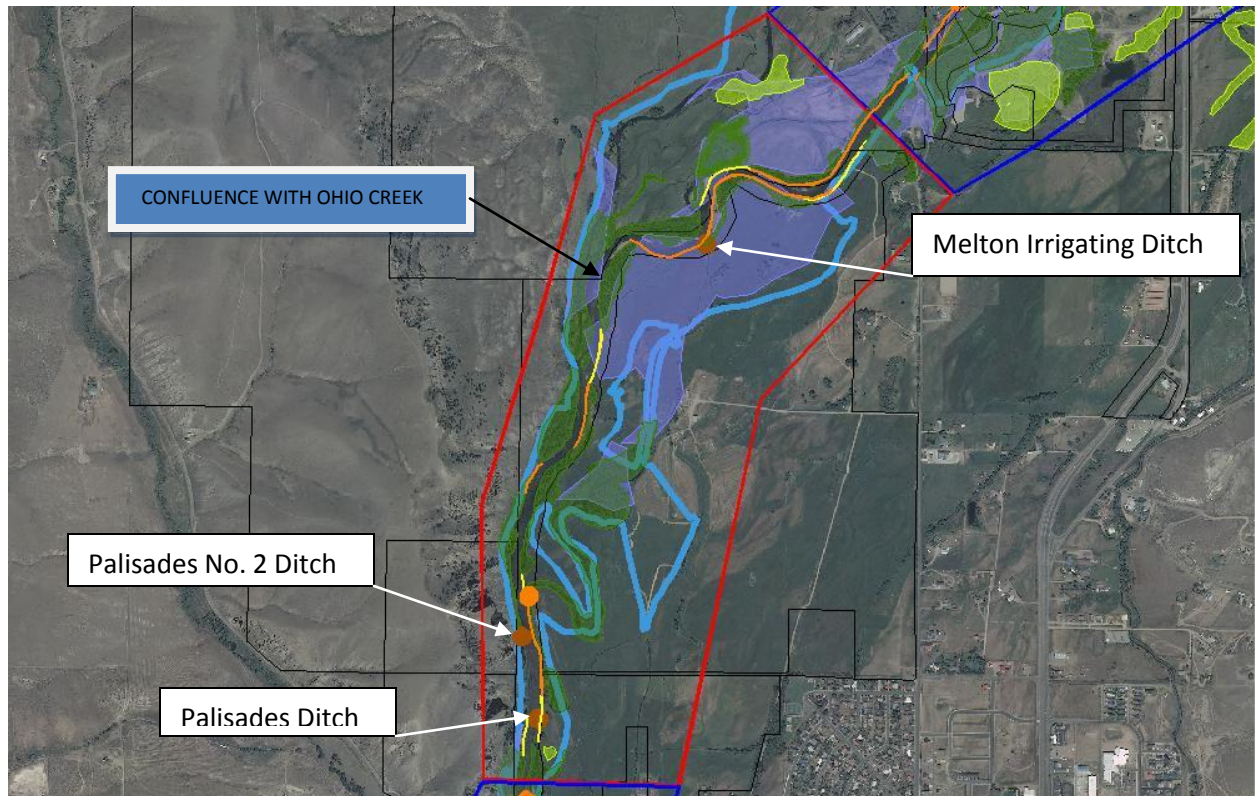 CONFLUENCE WITH OHIO CREEK
Melton Irrigating Ditch
Palisades No. 2 Ditch
Palisades Ditch